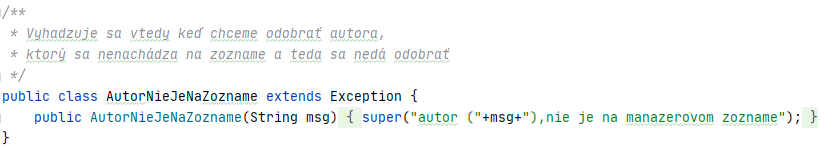 /**
 * Vyhadzuje sa vtedy keď chceme odobrať autora,
 * ktorý sa nenachádza na zozname a teda sa nedá odobrať
 */
public class AutorNieJeNaZozname extends Exception {
    public AutorNieJeNaZozname(String msg) { super("autor ("+msg+"),nie je na manazerovom zozname"); }
}